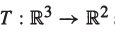 T : ℝ³ → ℝ²